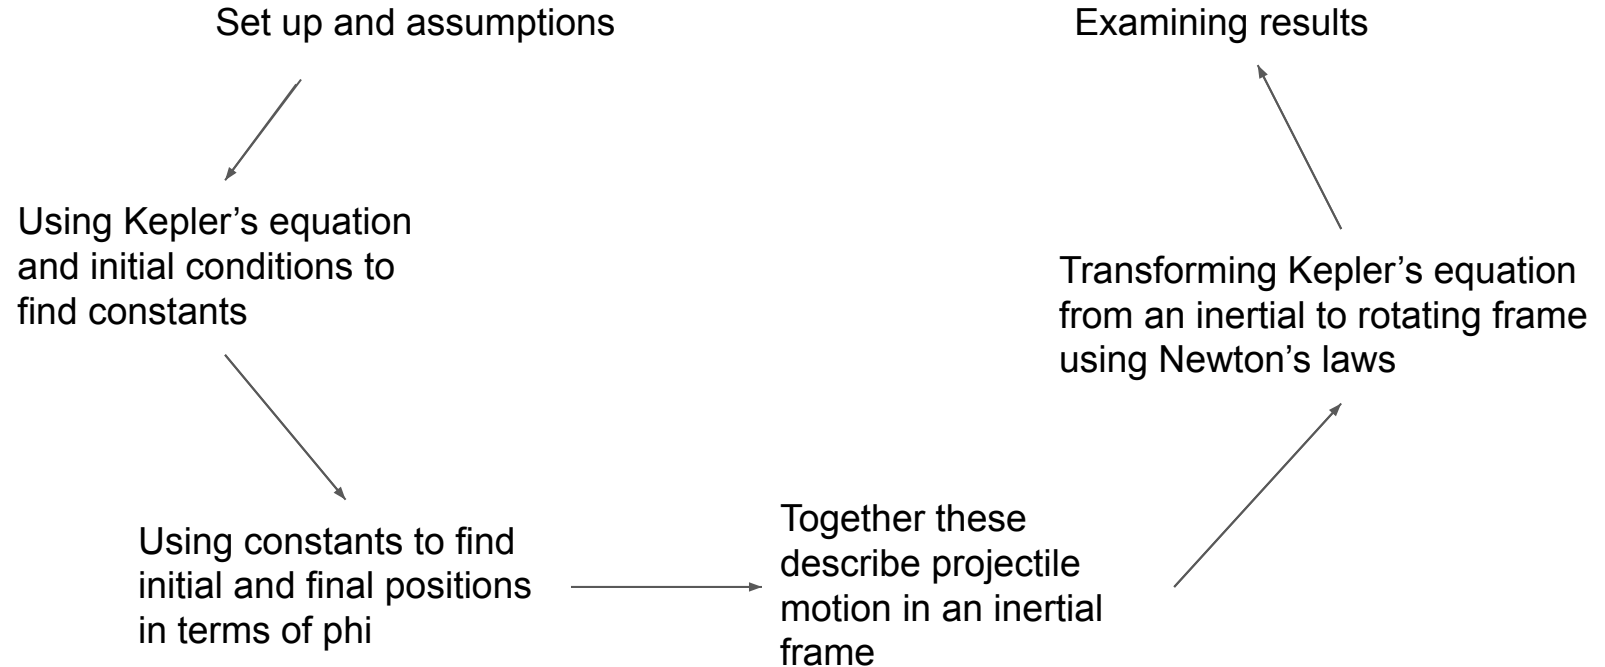 Set up and assumptions
Using Kepler’s equation
and initial conditions to
find constants
Using constants to find
initial and final positions
in terms of phi
Together these
describe projectile
motion in an inertial
frame
Transforming Kepler’s equation
from an inertial to rotating frame
using Newton’s laws
Examining results